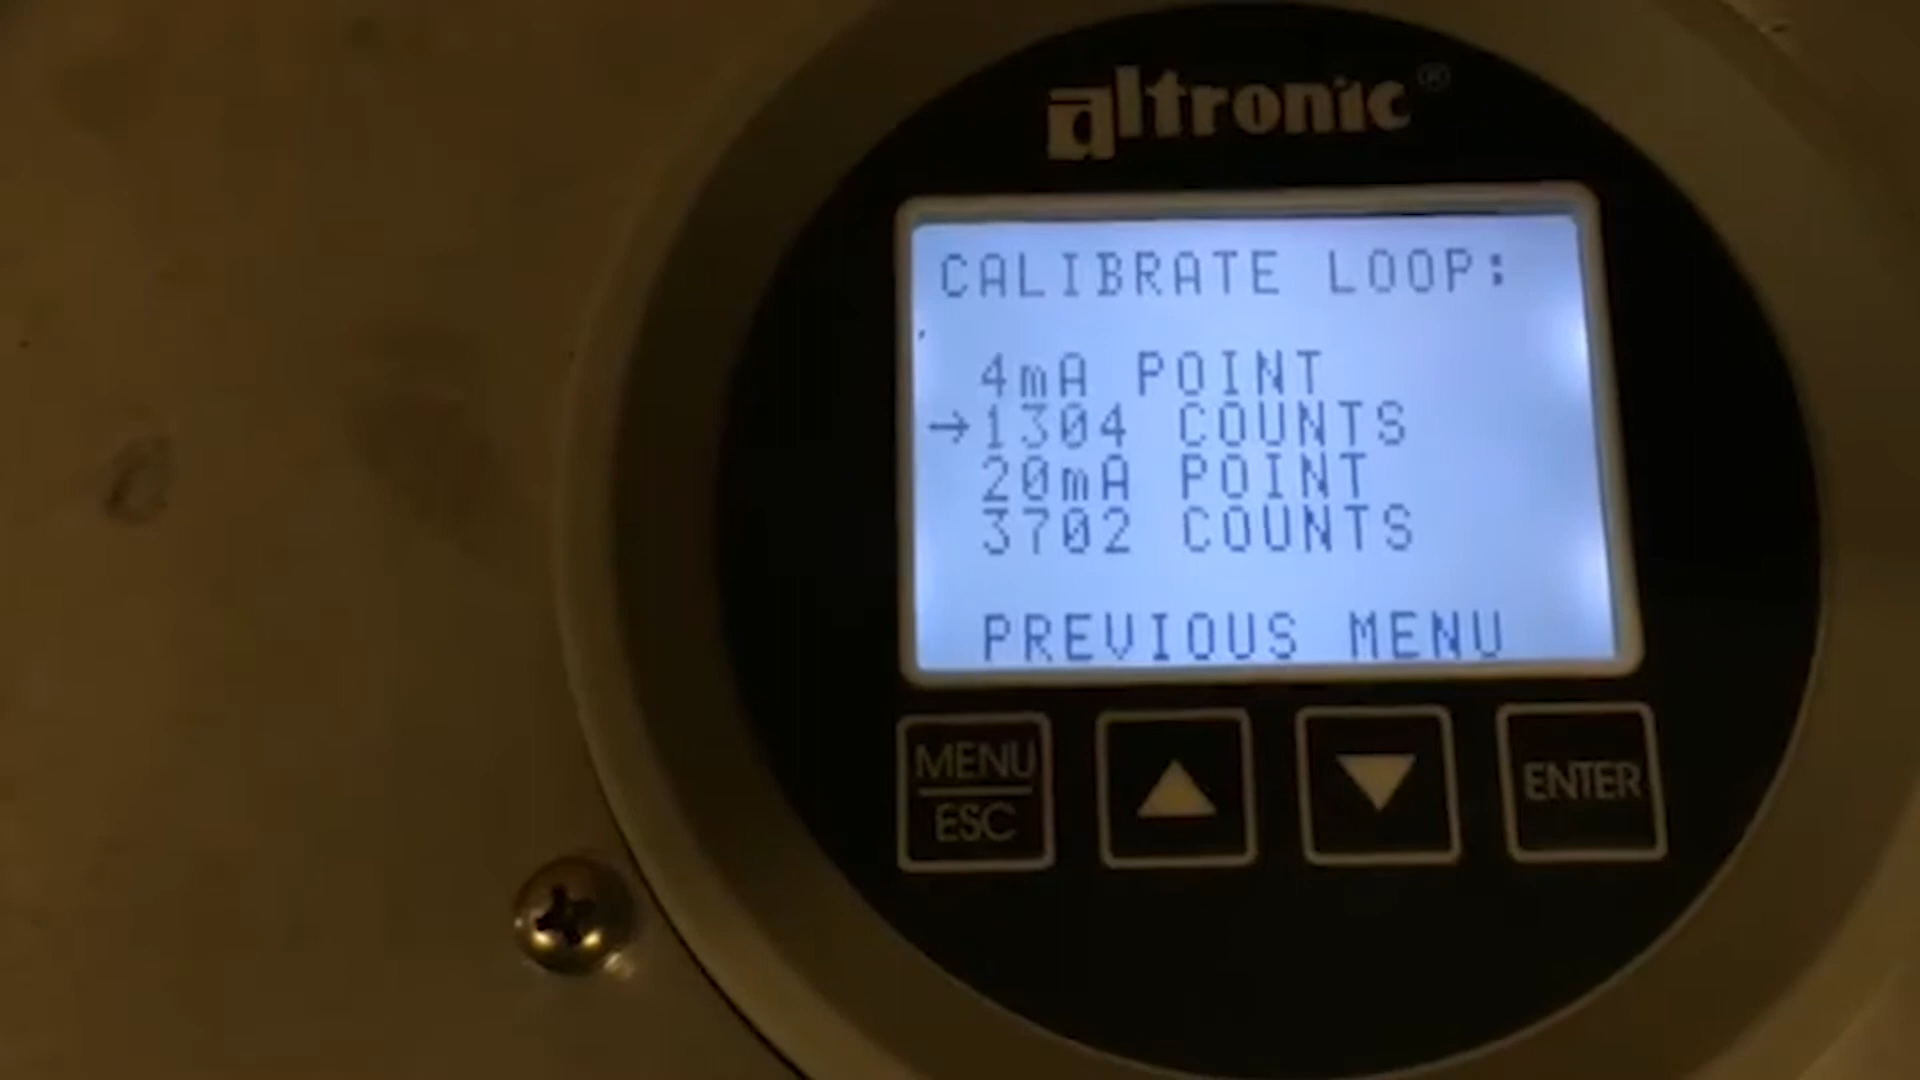 altronic®
CALIBRATE LOOP:
4mA POINT
→1304 COUNTS
20mA POINT
3702 COUNTS
PREVIOUS MENU
MENU
ESC
ENTER